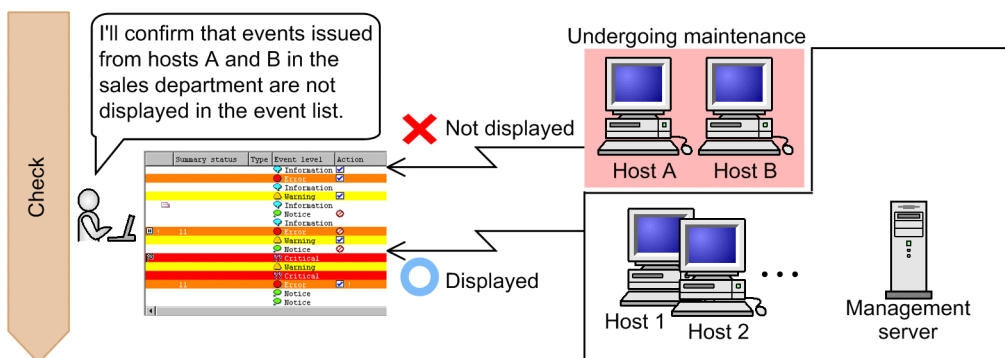 Check
I'll confirm that events issued
from hosts A and B in the
sales department are not
displayed in the event list.
Undergoing maintenance
Host A
Host B
Not displayed
Displayed
Summary status Type Event level Action
Information
Error
Information
Warning
Information
Notice
Information
11 Error
Warning
Notice
Critical
Warning
Critical
11 Error
Notice
Notice
Host 1
Host 2
...
Management
server